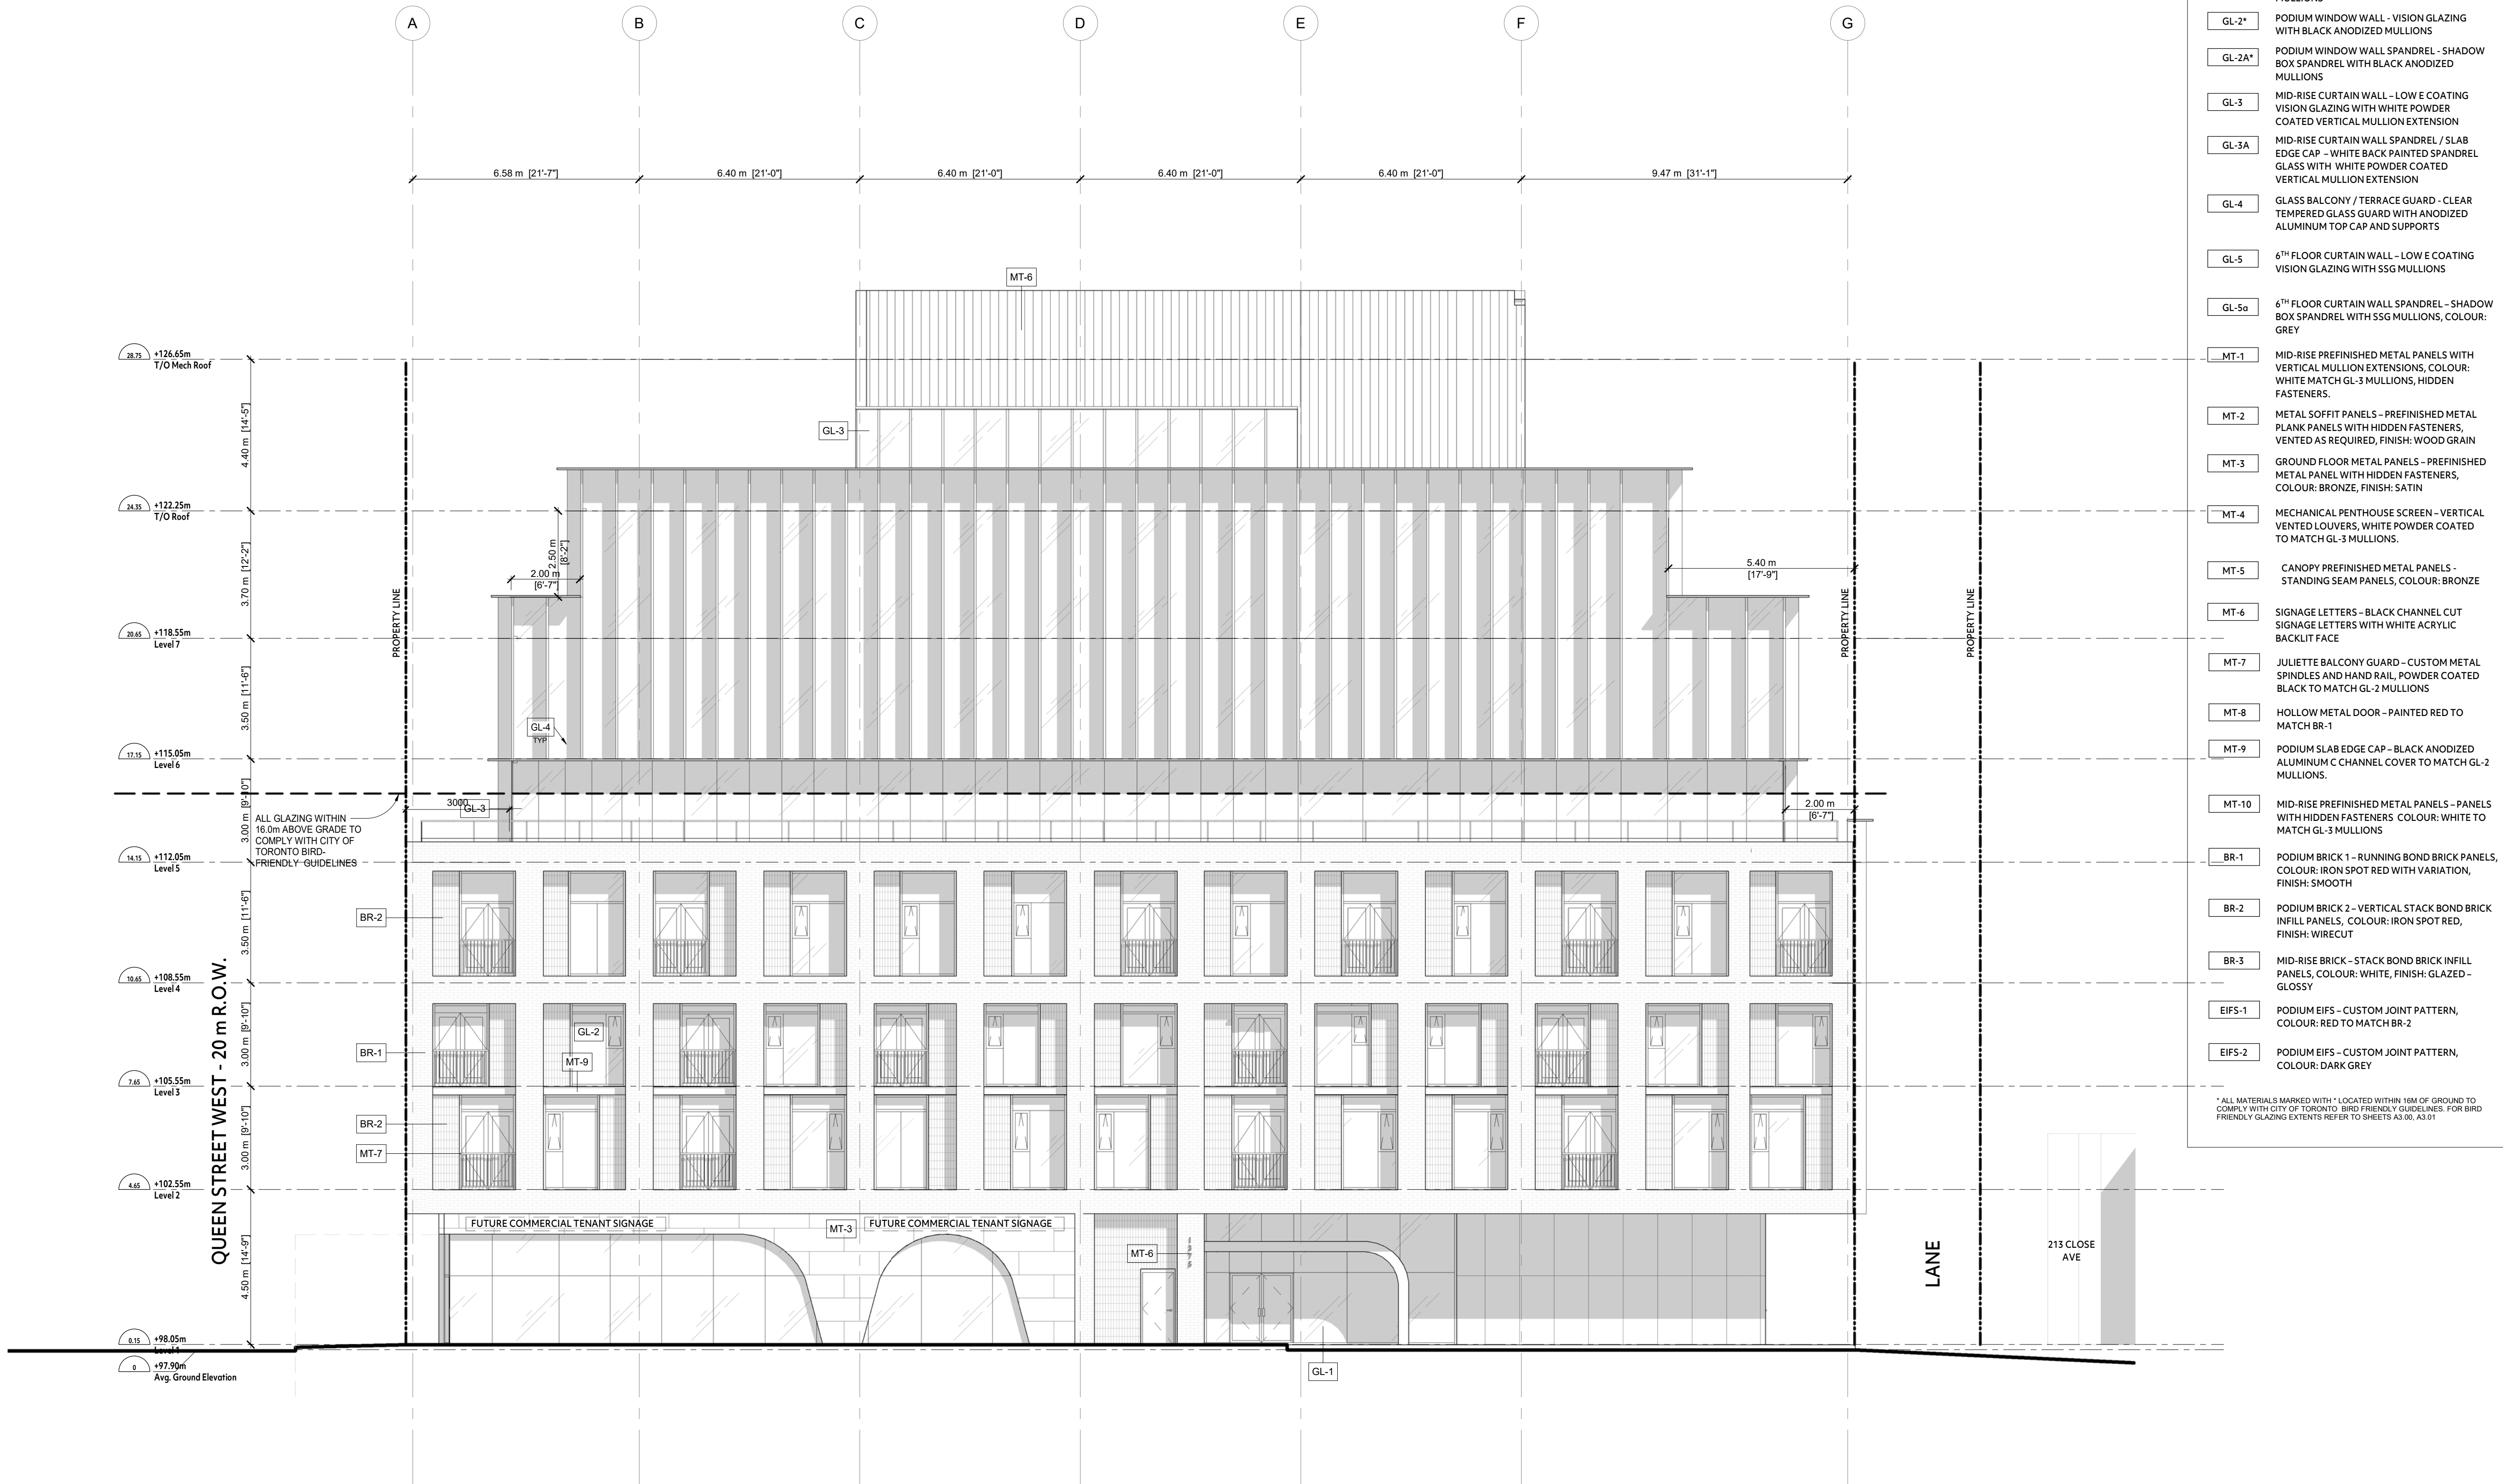 A
B
C
D
E
F
G
6.58 m [21'-7"]
6.40 m [21'-0"]
6.40 m [21'-0"]
6.40 m [21'-0"]
6.40 m [21'-0"]
9.47 m [31'-1"]
MT-6
28.75
+126.65m
T/O Mech Roof
4.40 m [14'-5"]
GL-3
24.35
+122.25m
T/O Roof
2.50 m
[8'-2"]
2.00 m
[6'-7"]
5.40 m
[17'-9"]
3.70 m [12'-2"]
PROPERTY LINE
PROPERTY LINE
PROPERTY LINE
20.65
+118.55m
Level 7
3.50 m [11'-6"]
GL-4
TYP
17.15
+115.05m
Level 6
3.00 m [9'-10"]
3000
GL-3
2.00 m
[6'-7"]
ALL GLAZING WITHIN
16.0m ABOVE GRADE TO
COMPLY WITH CITY OF
TORONTO BIRD-
FRIENDLY GUIDELINES
14.15
+112.05m
Level 5
3.50 m [11'-6"]
BR-2
10.65
+108.55m
Level 4
3.00 m [9'-10"]
GL-2
BR-1
MT-9
7.65
+105.55m
Level 3
3.00 m [9'-10"]
BR-2
MT-7
4.65
+102.55m
Level 2
QUEEN STREET WEST - 20 m R.O.W.
4.50 m [14'-9"]
FUTURE COMMERCIAL TENANT SIGNAGE
MT-3
FUTURE COMMERCIAL TENANT SIGNAGE
MT-6
LANE
213 CLOSE
AVE
0.15
+98.05m
Level 1
0
+97.90m
Avg. Ground Elevation
GL-1
MULLIONS
GL-2*
PODIUM WINDOW WALL - VISION GLAZING
WITH BLACK ANODIZED MULLIONS
GL-2A*
PODIUM WINDOW WALL SPANDREL - SHADOW
BOX SPANDREL WITH BLACK ANODIZED
MULLIONS
GL-3
MID-RISE CURTAIN WALL – LOW E COATING
VISION GLAZING WITH WHITE POWDER
COATED VERTICAL MULLION EXTENSION
GL-3A
MID-RISE CURTAIN WALL SPANDREL / SLAB
EDGE CAP – WHITE BACK PAINTED SPANDREL
GLASS WITH WHITE POWDER COATED
VERTICAL MULLION EXTENSION
GL-4
GLASS BALCONY / TERRACE GUARD - CLEAR
TEMPERED GLASS GUARD WITH ANODIZED
ALUMINUM TOP CAP AND SUPPORTS
GL-5
6TH FLOOR CURTAIN WALL – LOW E COATING
VISION GLAZING WITH SSG MULLIONS
GL-5a
6TH FLOOR CURTAIN WALL SPANDREL – SHADOW
BOX SPANDREL WITH SSG MULLIONS, COLOUR:
GREY
MT-1
MID-RISE PREFINISHED METAL PANELS WITH
VERTICAL MULLION EXTENSIONS, COLOUR:
WHITE MATCH GL-3 MULLIONS, HIDDEN
FASTENERS.
MT-2
METAL SOFFIT PANELS – PREFINISHED METAL
PLANK PANELS WITH HIDDEN FASTENERS,
VENTED AS REQUIRED, FINISH: WOOD GRAIN
MT-3
GROUND FLOOR METAL PANELS – PREFINISHED
METAL PANEL WITH HIDDEN FASTENERS,
COLOUR: BRONZE, FINISH: SATIN
MT-4
MECHANICAL PENTHOUSE SCREEN – VERTICAL
VENTED LOUVERS, WHITE POWDER COATED
TO MATCH GL-3 MULLIONS.
MT-5
CANOPY PREFINISHED METAL PANELS -
STANDING SEAM PANELS, COLOUR: BRONZE
MT-6
SIGNAGE LETTERS – BLACK CHANNEL CUT
SIGNAGE LETTERS WITH WHITE ACRYLIC
BACKLIT FACE
MT-7
JULIETTE BALCONY GUARD – CUSTOM METAL
SPINDLES AND HAND RAIL, POWDER COATED
BLACK TO MATCH GL-2 MULLIONS
MT-8
HOLLOW METAL DOOR – PAINTED RED TO
MATCH BR-1
MT-9
PODIUM SLAB EDGE CAP – BLACK ANODIZED
ALUMINUM C CHANNEL COVER TO MATCH GL-2
MULLIONS.
MT-10
MID-RISE PREFINISHED METAL PANELS – PANELS
WITH HIDDEN FASTENERS COLOUR: WHITE TO
MATCH GL-3 MULLIONS
BR-1
PODIUM BRICK 1 – RUNNING BOND BRICK PANELS,
COLOUR: IRON SPOT RED WITH VARIATION,
FINISH: SMOOTH
BR-2
PODIUM BRICK 2 – VERTICAL STACK BOND BRICK
INFILL PANELS, COLOUR: IRON SPOT RED,
FINISH: WIRECUT
BR-3
MID-RISE BRICK – STACK BOND BRICK INFILL
PANELS, COLOUR: WHITE, FINISH: GLAZED –
GLOSSY
EIFS-1
PODIUM EIFS – CUSTOM JOINT PATTERN,
COLOUR: RED TO MATCH BR-2
EIFS-2
PODIUM EIFS – CUSTOM JOINT PATTERN,
COLOUR: DARK GREY
* ALL MATERIALS MARKED WITH * LOCATED WITHIN 16M OF GROUND TO
COMPLY WITH CITY OF TORONTO BIRD FRIENDLY GUIDELINES. FOR BIRD
FRIENDLY GLAZING EXTENTS REFER TO SHEETS A3.00, A3.01